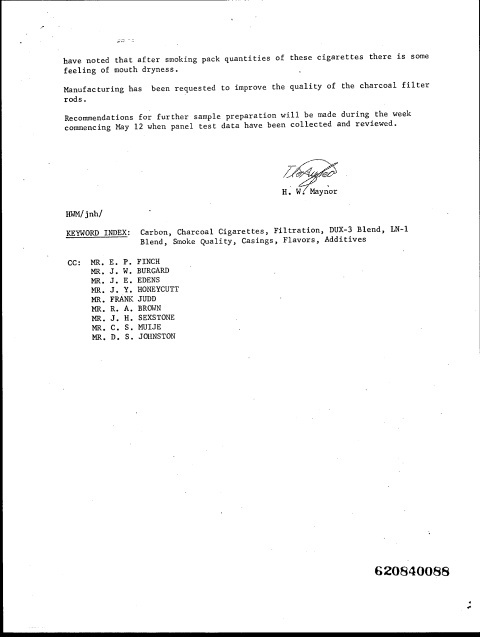 have noted that after smoking pack quantities of these cigarettes there is some
feeling of mouth dryness.
Manufacturing has been requested to improve the quality of the charcoal filter
rods.
Recommendations for further sample preparation will be made during the week
commencing May 12 when panel test data have been collected and reviewed.
H. W. Maynor
HWM/jnh/
KEYWORD INDEX: Carbon, Charcoal Cigarettes, Filtration, DUX-3 Blend, LN-1
Blend, Smoke Quality, Casings, Flavors, Additives
CC: MR. E. P. FINCH
MR. J. W. BURGARD
MR. J. E. EDENS
MR. J. Y. HONEYCUTT
MR. FRANK JUDD
MR. R. A. BROWN
MR. J. H. SEXSTONE
MR. C. S. MUIJE
MR. D. S. JOHNSTON
620840088